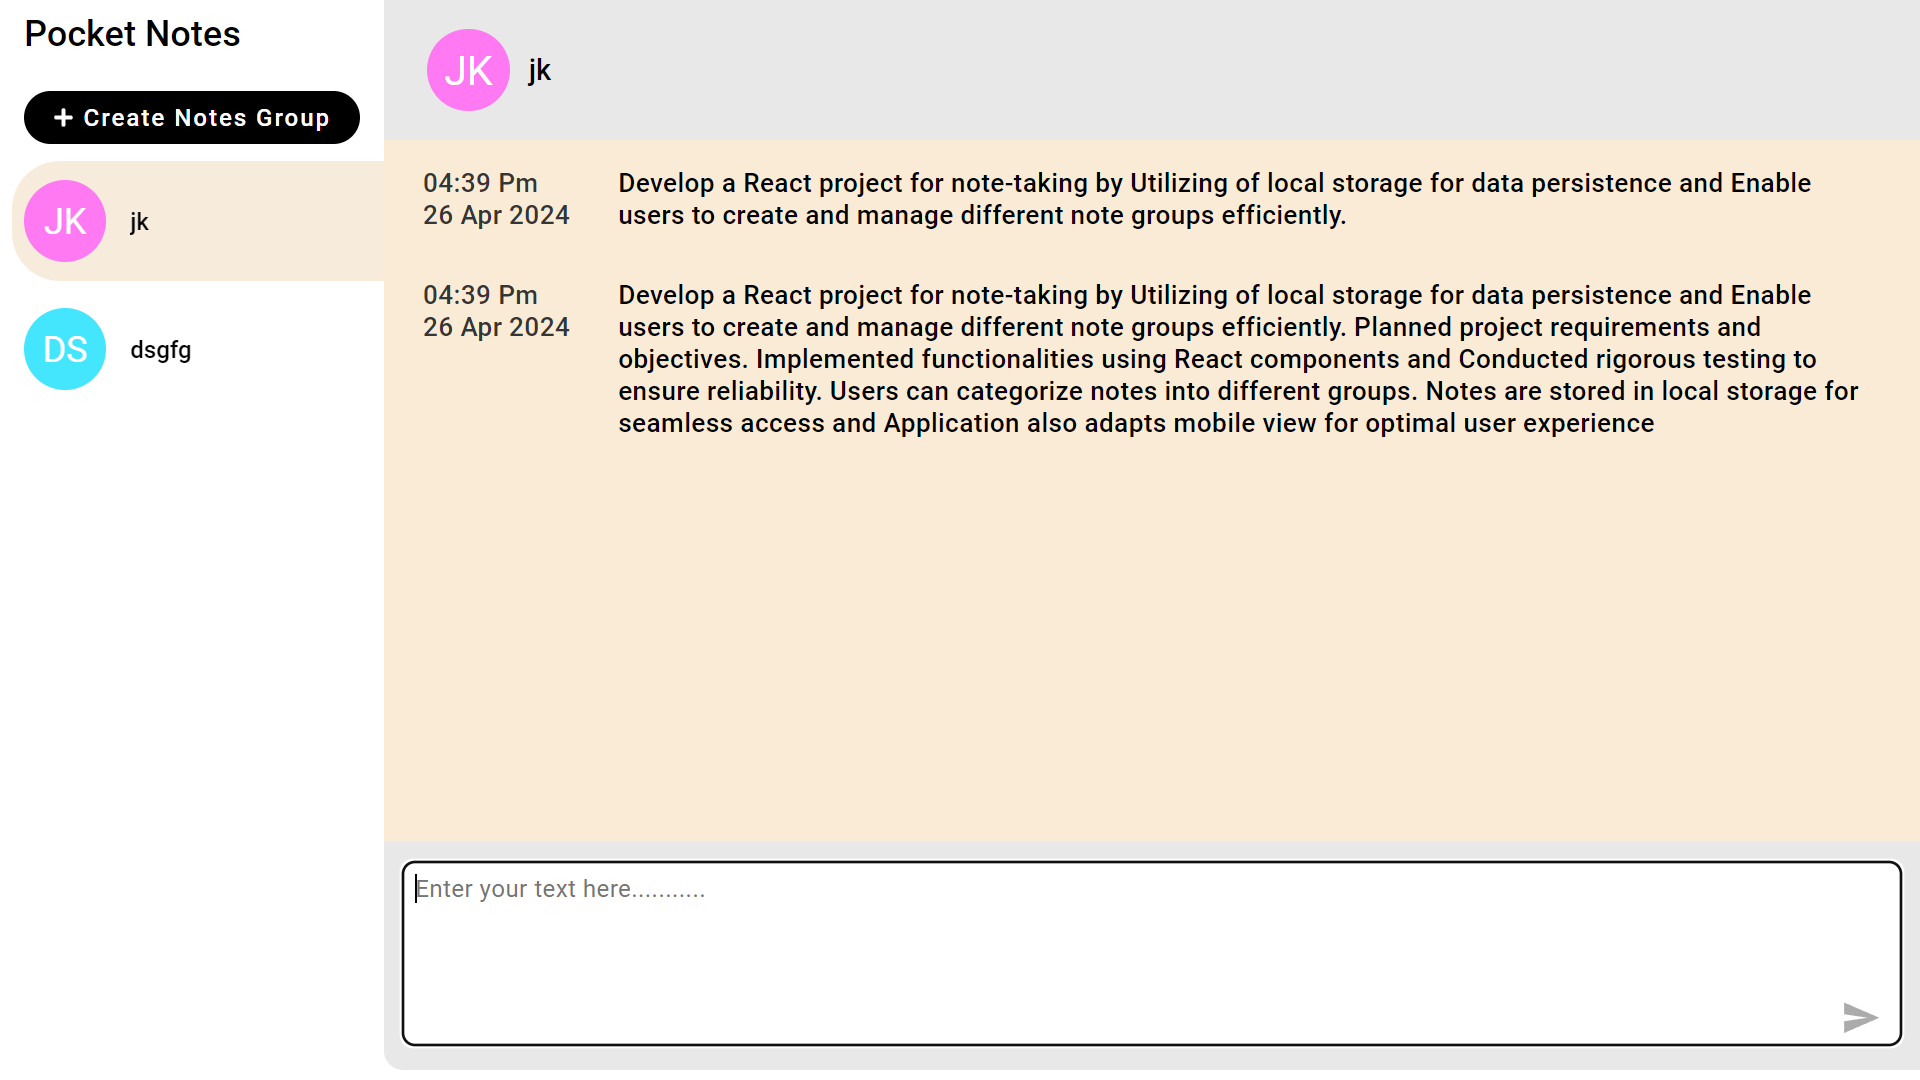 Pocket Notes
+ Create Notes Group
JK jk
DS dsgfg
JK jk
04:39 Pm
26 Apr 2024
Develop a React project for note-taking by Utilizing of local storage for data persistence and Enable
users to create and manage different note groups efficiently.
04:39 Pm
26 Apr 2024
Develop a React project for note-taking by Utilizing of local storage for data persistence and Enable
users to create and manage different note groups efficiently. Planned project requirements and
objectives. Implemented functionalities using React components and Conducted rigorous testing to
ensure reliability. Users can categorize notes into different groups. Notes are stored in local storage for
seamless access and Application also adapts mobile view for optimal user experience
Enter your text here...........